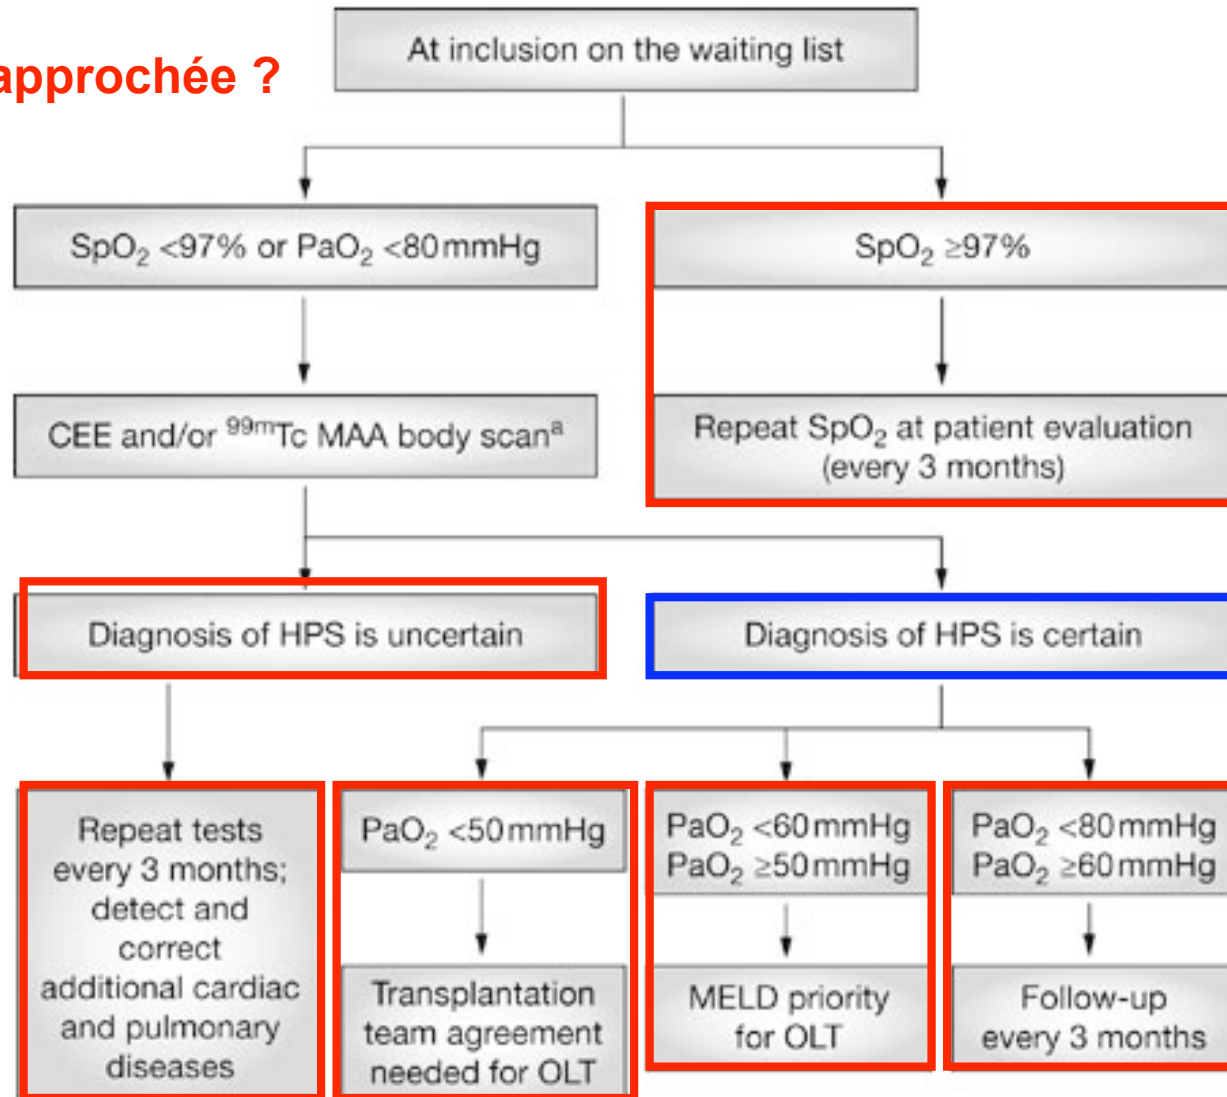 approchée ?
At inclusion on the waiting list
SpO₂ <97% or PaO₂ <80 mmHg
SpO₂ ≥97%
CEE and/or ⁹⁹ᵐTc MAA body scanᵃ
Repeat SpO₂ at patient evaluation
(every 3 months)
Diagnosis of HPS is uncertain
Diagnosis of HPS is certain
Repeat tests
every 3 months;
detect and
correct
additional cardiac
and pulmonary
diseases
PaO₂ <50 mmHg
Transplantation
team agreement
needed for OLT
PaO₂ <60 mmHg
PaO₂ ≥50 mmHg
MELD priority
for OLT
PaO₂ <80 mmHg
PaO₂ ≥60 mmHg
Follow-up
every 3 months